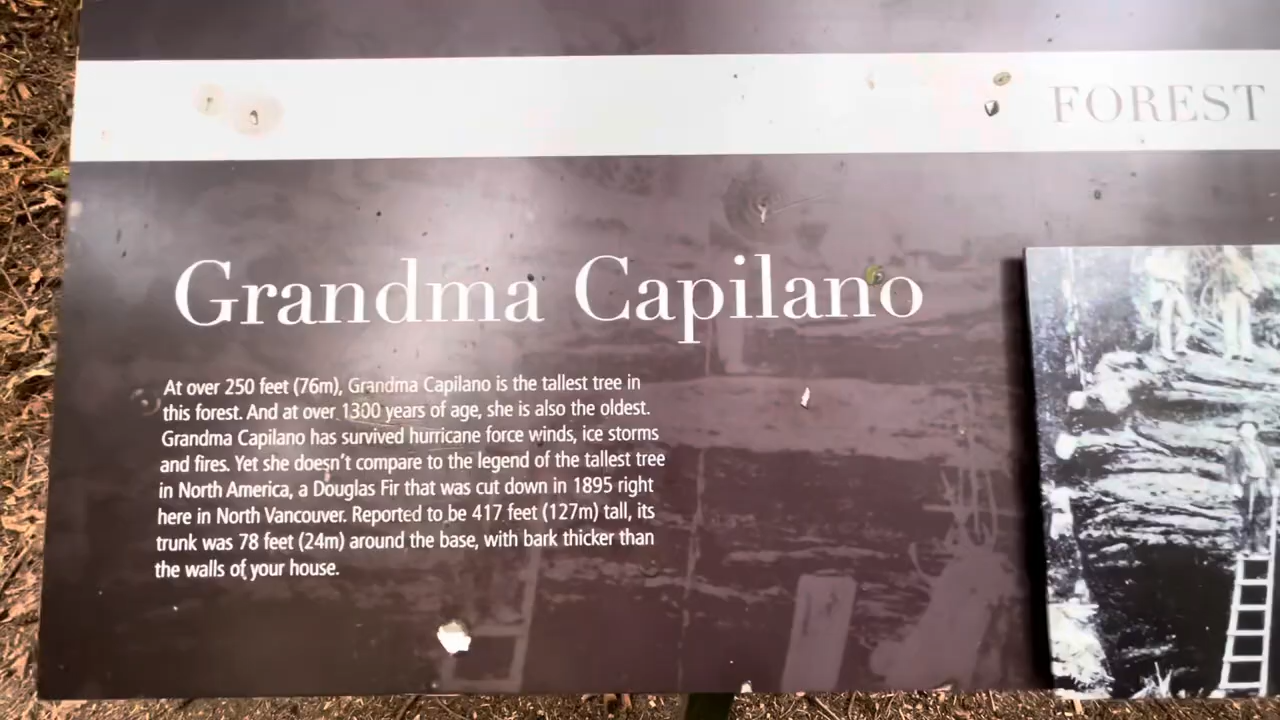 FOREST
Grandma Capilano
At over 250 feet (76m), Grandma Capilano is the tallest tree in
this forest. And at over 1300 years of age, she is also the oldest.
Grandma Capilano has survived hurricane force winds, ice storms
and fires. Yet she doesn't compare to the legend of the tallest tree
in North America, a Douglas Fir that was cut down in 1895 right
here in North Vancouver. Reported to be 417 feet (127m) tall, its
trunk was 78 feet (24m) around the base, with bark thicker than
the walls of your house.